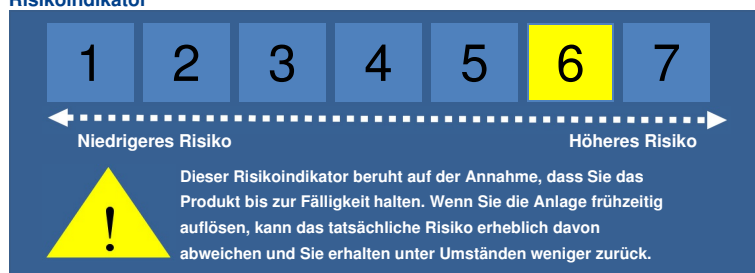 Risikoindikator
1 2 3 4 5 6 7
Niedrigeres Risiko Höheres Risiko
Dieser Risikoindikator beruht auf der Annahme, dass Sie das
Produkt bis zur Fälligkeit halten. Wenn Sie die Anlage frühzeitig
auflösen, kann das tatsächliche Risiko erheblich davon
abweichen und Sie erhalten unter Umständen weniger zurück.
!